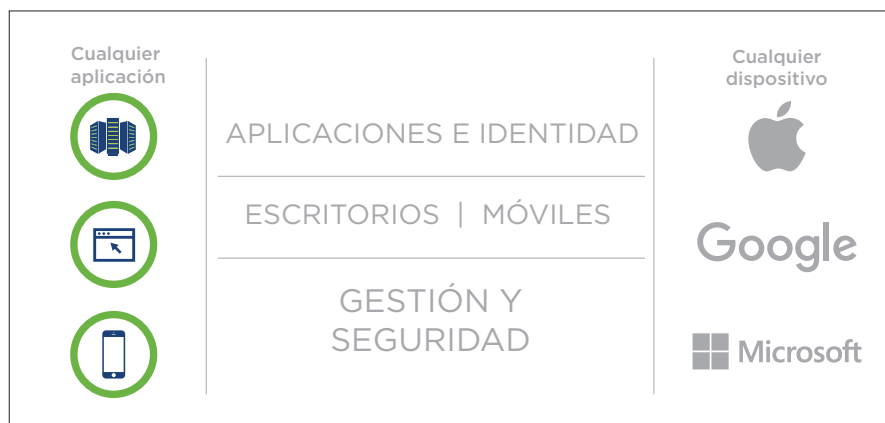 Cualquier
aplicación
APLICACIONES E IDENTIDAD
ESCRITORIOS | MÓVILES
GESTIÓN Y
SEGURIDAD
Cualquier
dispositivo
Google
Microsoft